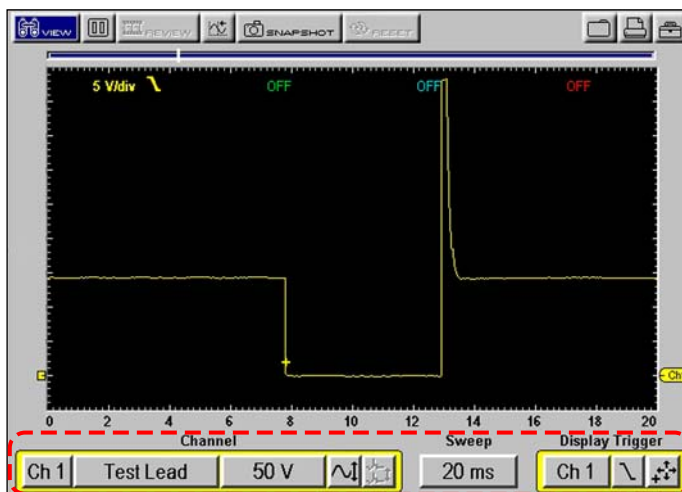 VIEW REVIEW SNAPSHOT RESET
5 V/div OFF OFF OFF
Ch1
0 2 4 6 8 10 12 14 16 18 20
Channel Sweep Display Trigger
Ch 1 Test Lead 50 V 20 ms Ch 1